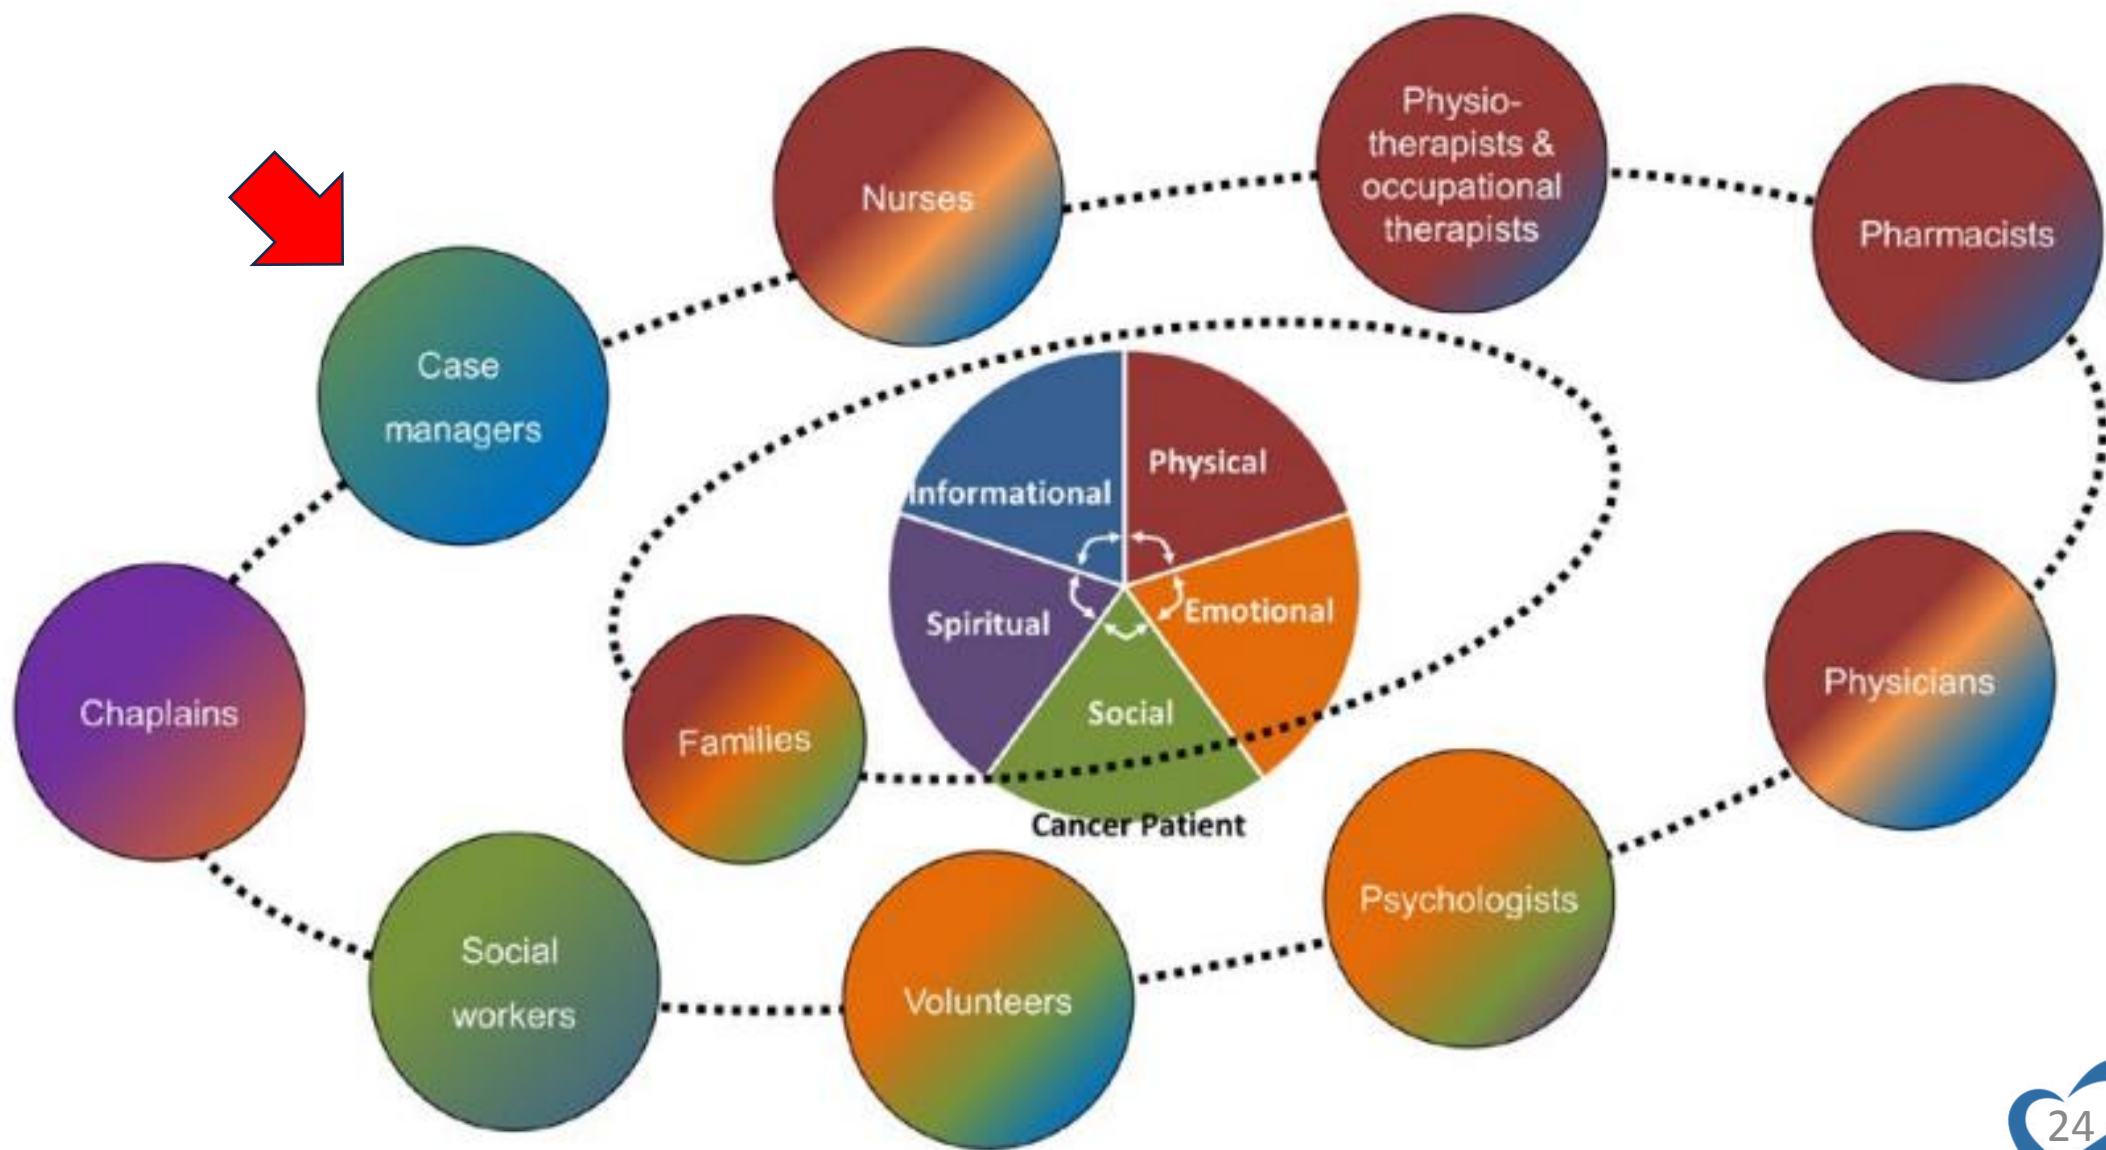 Nurses
Physio-
therapists &
occupational
therapists
Pharmacists
Case
managers
Informational
Physical
Spiritual
Emotional
Social
Cancer Patient
Families
Chaplains
Physicians
Psychologists
Social
workers
Volunteers
24